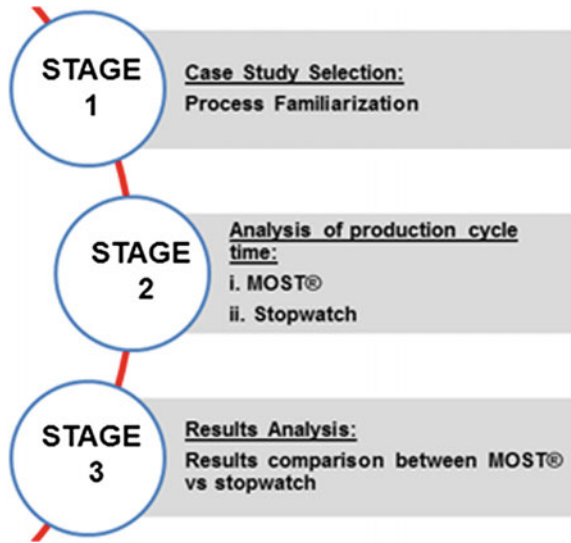 STAGE
1
Case Study Selection:
Process Familiarization
STAGE
2
Analysis of production cycle
time:
i. MOST®
ii. Stopwatch
STAGE
3
Results Analysis:
Results comparison between MOST®
vs stopwatch